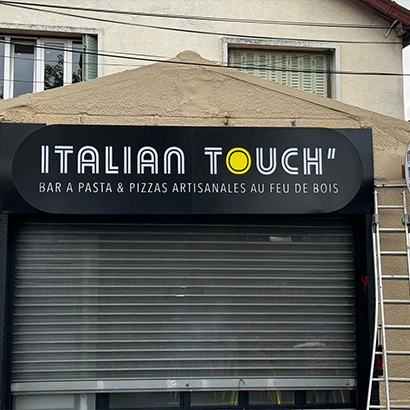 ITALIAN TOUCH"
BAR A PASTA & PIZZAS ARTISANALES AU FEU DE BOIS